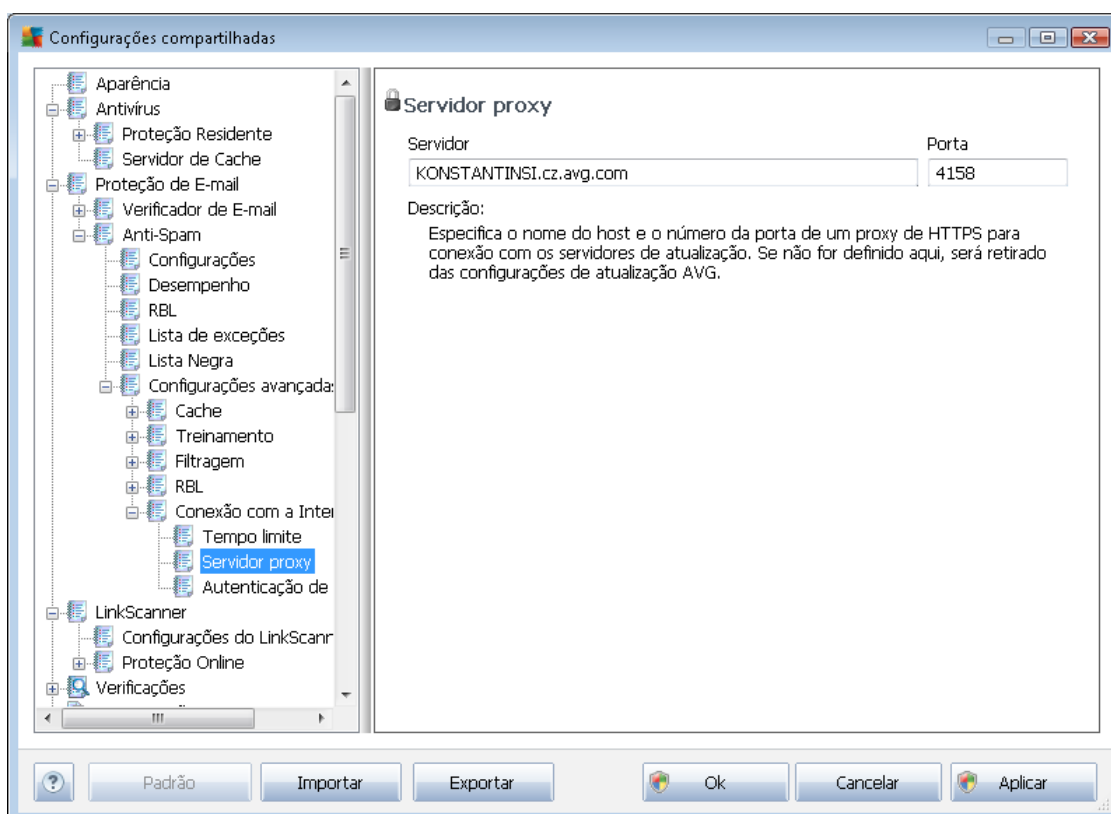 Configurações compartilhadas
Aparência
Antivírus
Proteção Residente
Servidor de Cache
Proteção de E-mail
Verificador de E-mail
Anti-Spam
Configurações
Desempenho
RBL
Lista de exceções
Lista Negra
Configurações avançada
Cache
Treinamento
Filtragem
RBL
Conexão com a Inte
Tempo limite
Servidor proxy
Autenticação de
LinkScanner
Configurações do LinkScanr
Proteção Online
Verificações
Servidor proxy
Servidor
Porta
KONSTANTINSI.cz.avg.com
4158
Descrição:
Especifica o nome do host e o número da porta de um proxy de HTTPS para
conexão com os servidores de atualização. Se não for definido aqui, será retirado
das configurações de atualização AVG.
?
Padrão
Importar
Exportar
Ok
Cancelar
Aplicar